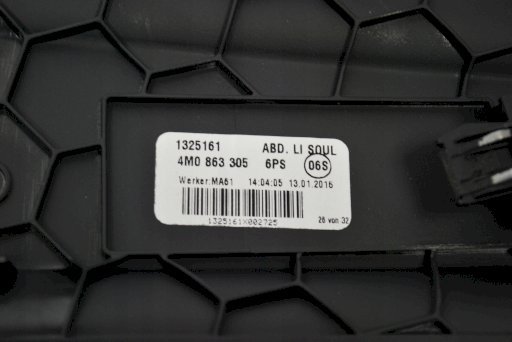 1325161 ABD. LI SOUL
4M0 863 305 6PS 06S
Werker:MA61 14:04:05 13.01.2016
1325161X002725
26 von 32